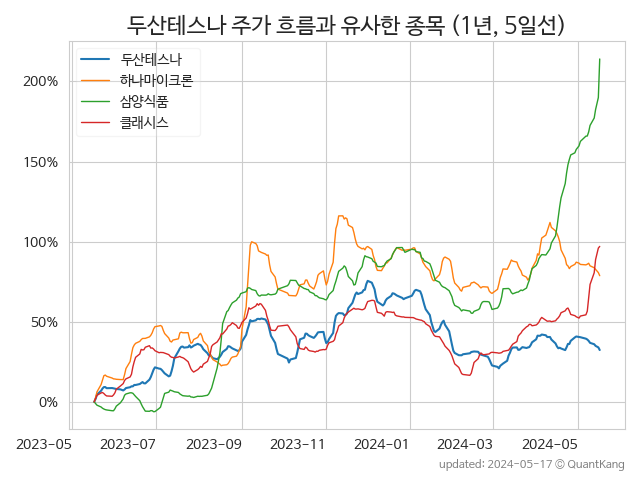 두산테스나 주가 흐름과 유사한 종목 (1년, 5일선)
두산테스나
하나마이크론
삼양식품
클래시스
200%
150%
100%
50%
0%
2023-05
2023-07
2023-09
2023-11
2024-01
2024-03
2024-05
updated: 2024-05-17 © QuantKang